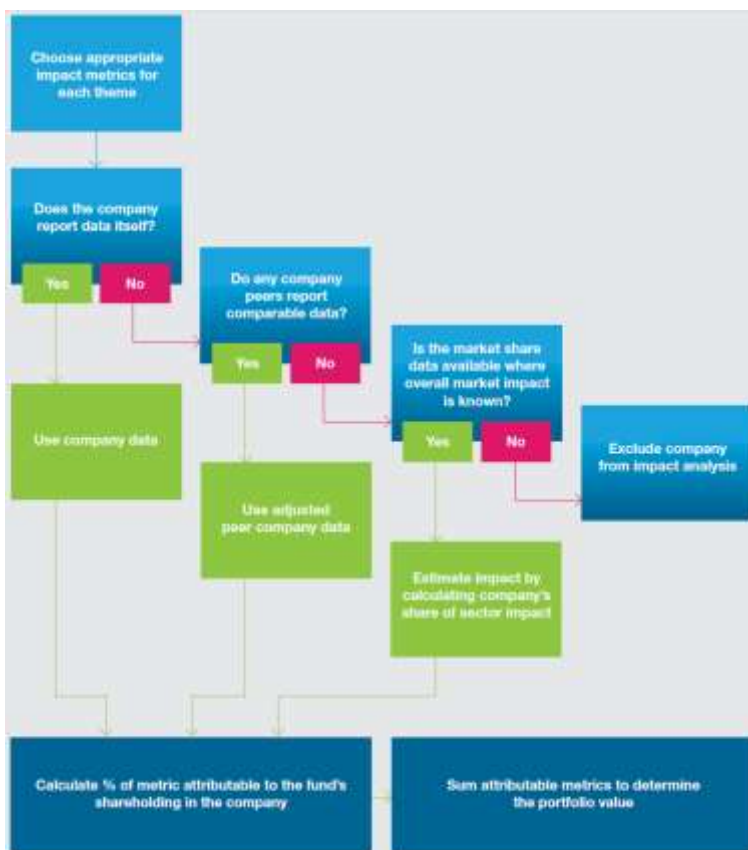 Choose appropriate
impact metrics for
each theme
Does the company
report data itself?
Yes
No
Do any company
peers report
comparable data?
Yes
No
Is the market share
data available where
overall market impact
is known?
Yes
No
Exclude company
from impact analysis
Use company data
Use adjusted
peer company data
Estimate impact by
calculating company's
share of sector impact
Calculate % of metric attributable to the fund's
shareholding in the company
Sum attributable metrics to determine
the portfolio value